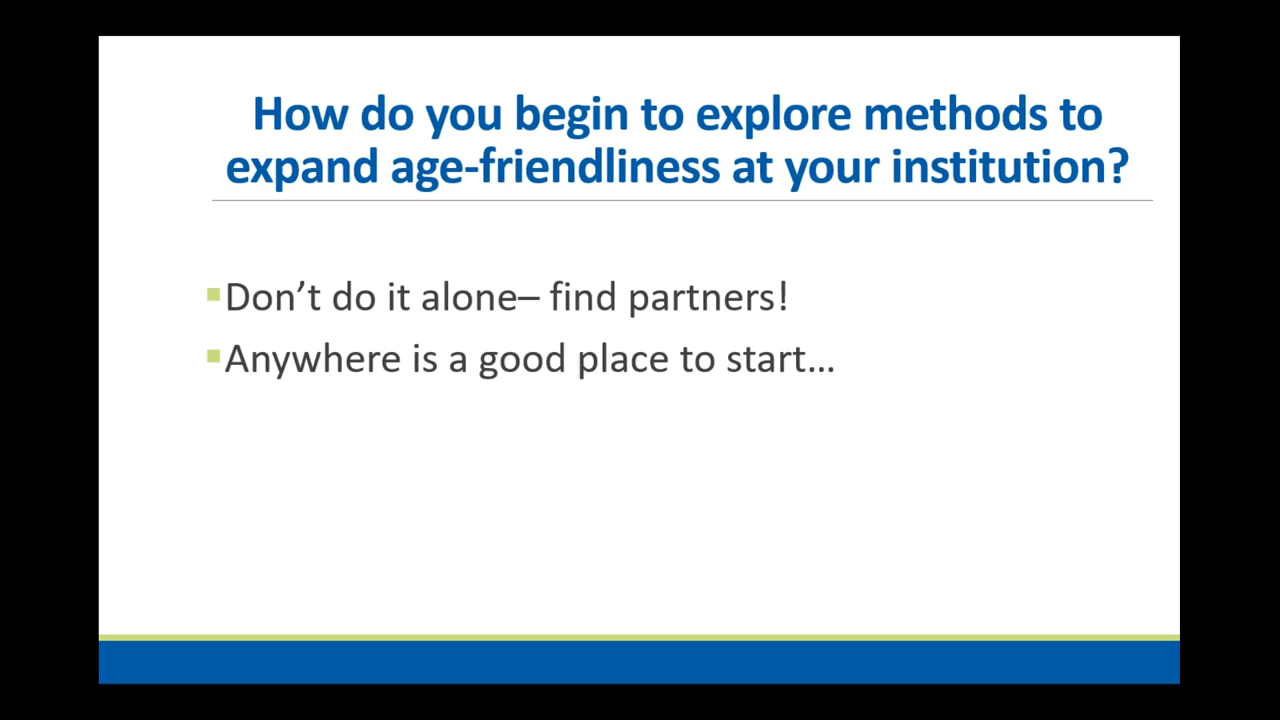 How do you begin to explore methods to
expand age-friendliness at your institution?
▪Don’t do it alone– find partners!
▪Anywhere is a good place to start…